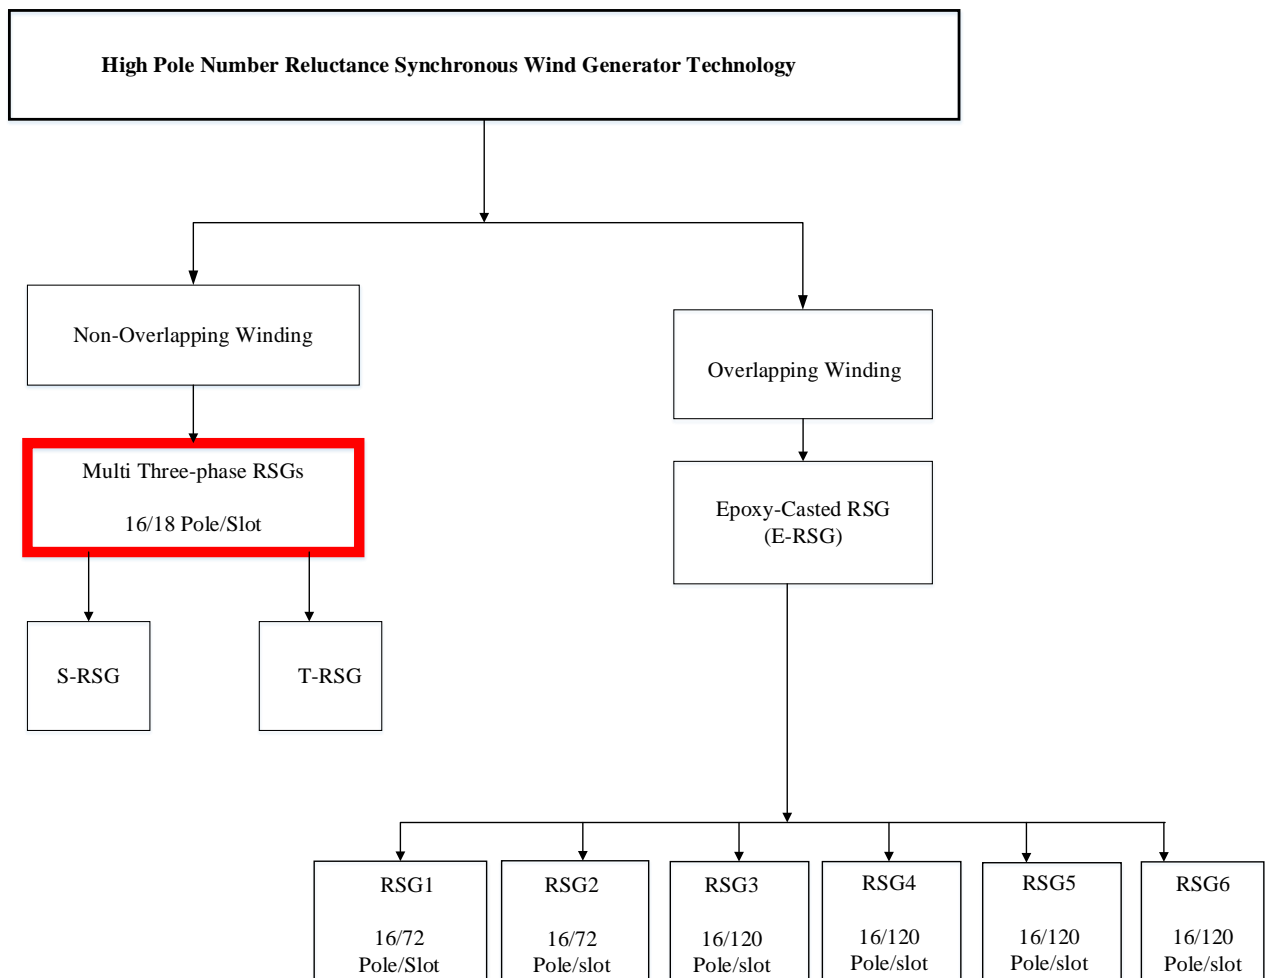 High Pole Number Reluctance Synchronous Wind Generator Technology
Non-Overlapping Winding
Overlapping Winding
Multi Three-phase RSGs
16/18 Pole/Slot
Epoxy-Casted RSG
(E-RSG)
S-RSG
T-RSG
RSG1
16/72
Pole/Slot
RSG2
16/72
Pole/slot
RSG3
16/120
Pole/slot
RSG4
16/120
Pole/slot
RSG5
16/120
Pole/slot
RSG6
16/120
Pole/slot